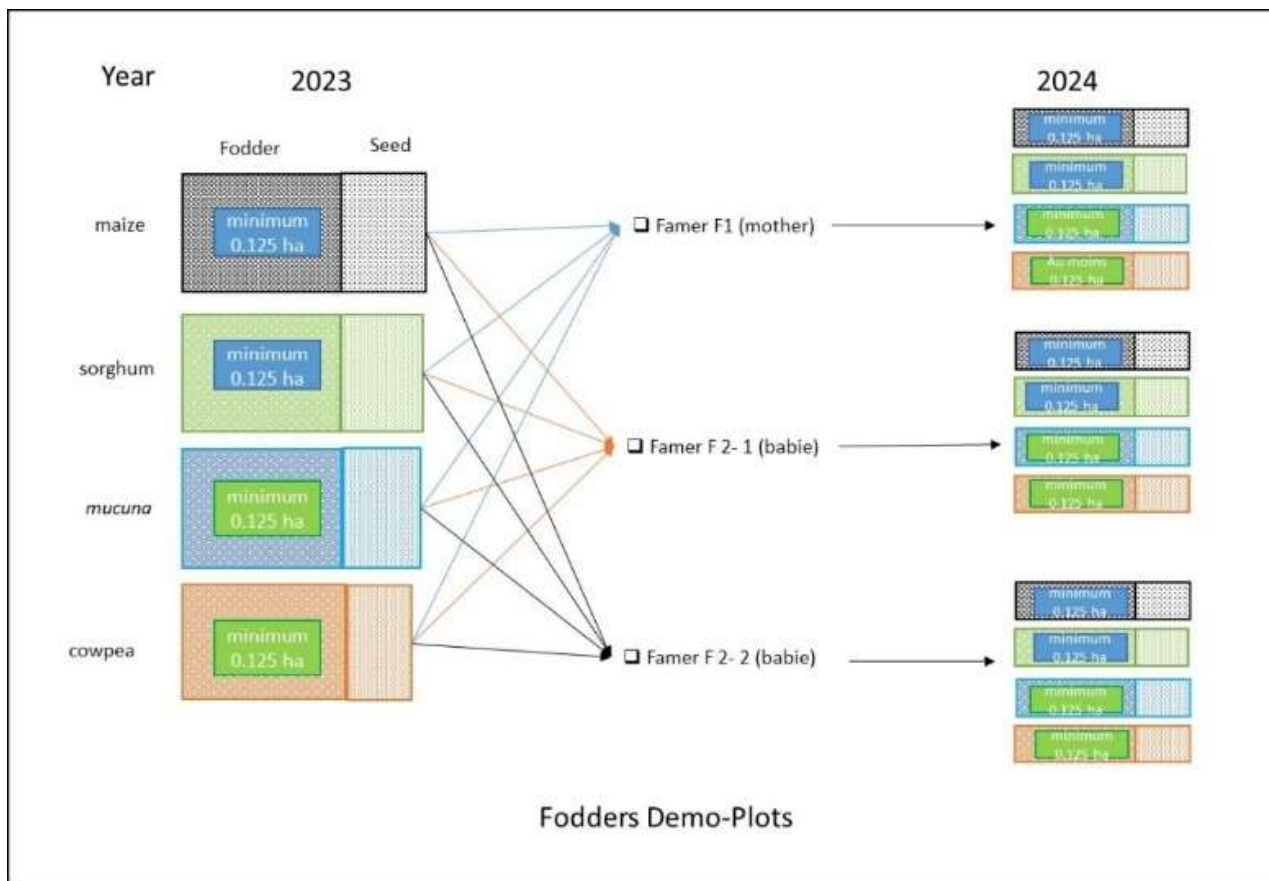 Year
2023
2024
Fodder
Seed
maize
minimum
0.125 ha
sorghum
minimum
0.125 ha
mucuna
minimum
0.125 ha
cowpea
minimum
0.125 ha
❑ Famer F1 (mother)
❑ Famer F 2- 1 (babie)
❑ Famer F 2- 2 (babie)
minimum
0.125 ha
minimum
0.125 ha
minimum
0.125 ha
Au moins
0.125 ha
minimum
0.125 ha
minimum
0.125 ha
minimum
0.125 ha
minimum
0.125 ha
minimum
0.125 ha
minimum
0.125 ha
minimum
0.125 ha
minimum
0.125 ha
Fodders Demo-Plots